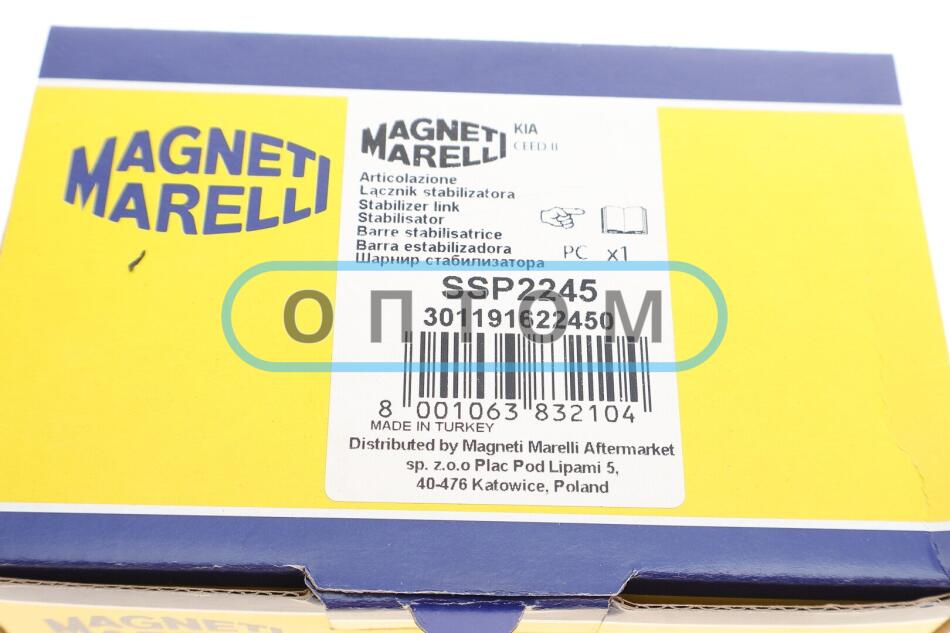 MAGNETI
MARELLI
MAGNETI
MARELLI
KIA
CEED II
Articolazione
Łącznik stabilizatora
Stabilizer link
Stabilisator
Barre stabilisatrice
Barra estabilizadora
Шарнир стабилизатора
PC x1
SSP2245
301191622450
ОПТОМ
8 001063 832104
MADE IN TURKEY
Distributed by Magneti Marelli Aftermarket
sp. z.o.o Plac Pod Lipami 5,
40-476 Katowice, Poland
MAGNETI